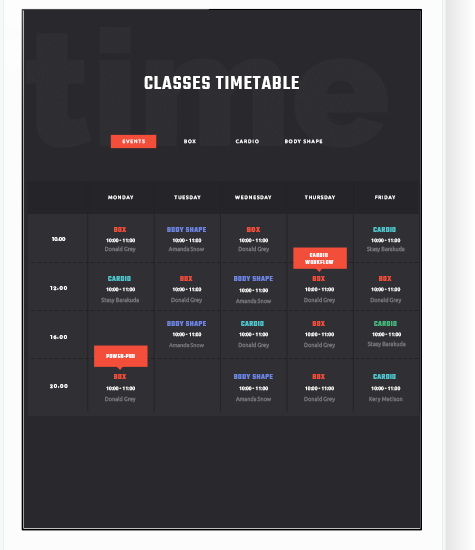 time
CLASSES TIMETABLE
EVENTS BOX CARDIO BODY SHAPE
MONDAY TUESDAY WEDNESDAY THURSDAY FRIDAY
10.00
BOX BODY SHAPE BOX CARDIO
10:00 - 11:00 10:00 - 11:00 10:00 - 11:00 10:00 - 11:00
Donald Grey Amanda Snow Donald Grey Stasy Barakuda
CARDIO
WORKFLOW
12.00
CARDIO BOX BODY SHAPE BOX BOX
10:00 - 11:00 10:00 - 11:00 10:00 - 11:00 10:00 - 11:00 10:00 - 11:00
Stasy Barakuda Donald Grey Amanda Snow Donald Grey Donald Grey
16.00
BODY SHAPE CARDIO BOX CARDIO
10:00 - 11:00 10:00 - 11:00 10:00 - 11:00 10:00 - 11:00
Amanda Snow Donald Grey Donald Grey Stasy Barakuda
20.00
BOX BODY SHAPE BOX CARDIO
10:00 - 11:00 10:00 - 11:00 10:00 - 11:00 10:00 - 11:00
Donald Grey Amanda Snow Donald Grey Kery Metison